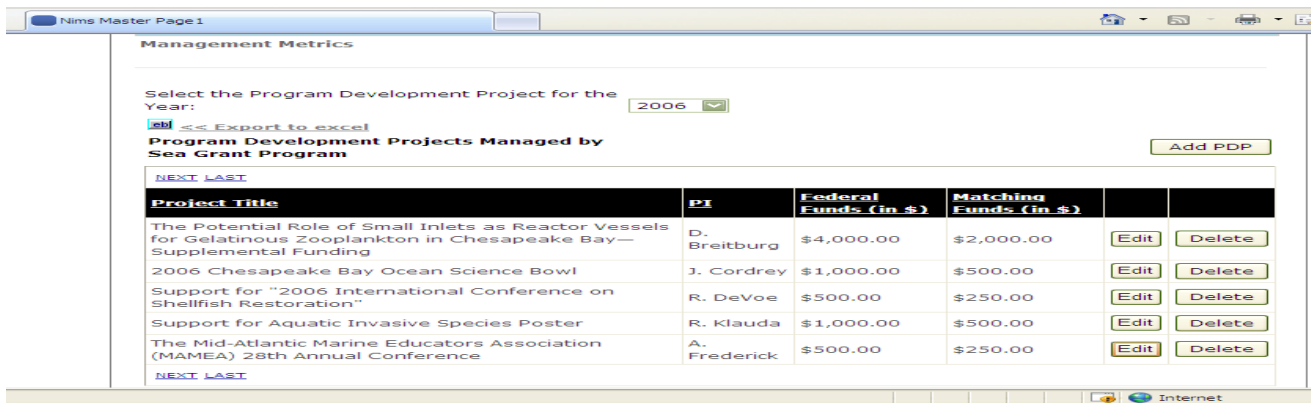 Nims Master Page1
Management Metrics
Select the Program Development Project for the
Year:
2006
<< Export to excel
Program Development Projects Managed by
Sea Grant Program
Add PDP
NEXT LAST
Project Title PI Federal Funds (in $) Matching Funds (in $)
The Potential Role of Small Inlets as Reactor Vessels
for Gelatinous Zooplankton in Chesapeake Bay—
Supplemental Funding
D.
Breitburg
$4,000.00 $2,000.00 Edit Delete
2006 Chesapeake Bay Ocean Science Bowl J. Cordrey $1,000.00 $500.00 Edit Delete
Support for "2006 International Conference on
Shellfish Restoration"
R. DeVoe $500.00 $250.00 Edit Delete
Support for Aquatic Invasive Species Poster R. Klauda $1,000.00 $500.00 Edit Delete
The Mid-Atlantic Marine Educators Association
(MAMEA) 28th Annual Conference
A.
Frederick
$500.00 $250.00 Edit Delete
NEXT LAST
Internet